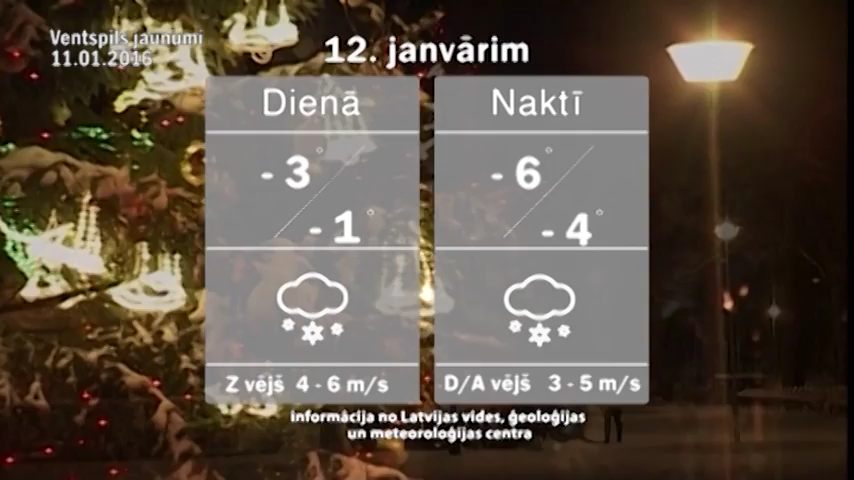 Ventspils jaunumi
11.01.2016
12. janvārim
Dienā
-3°
-1°
Z vējš 4 - 6 m/s
Naktī
-6°
-4°
D/A vējš 3 - 5 m/s
informācija no Latvijas vides, ģeoloģijas
un meteoroloģijas centra